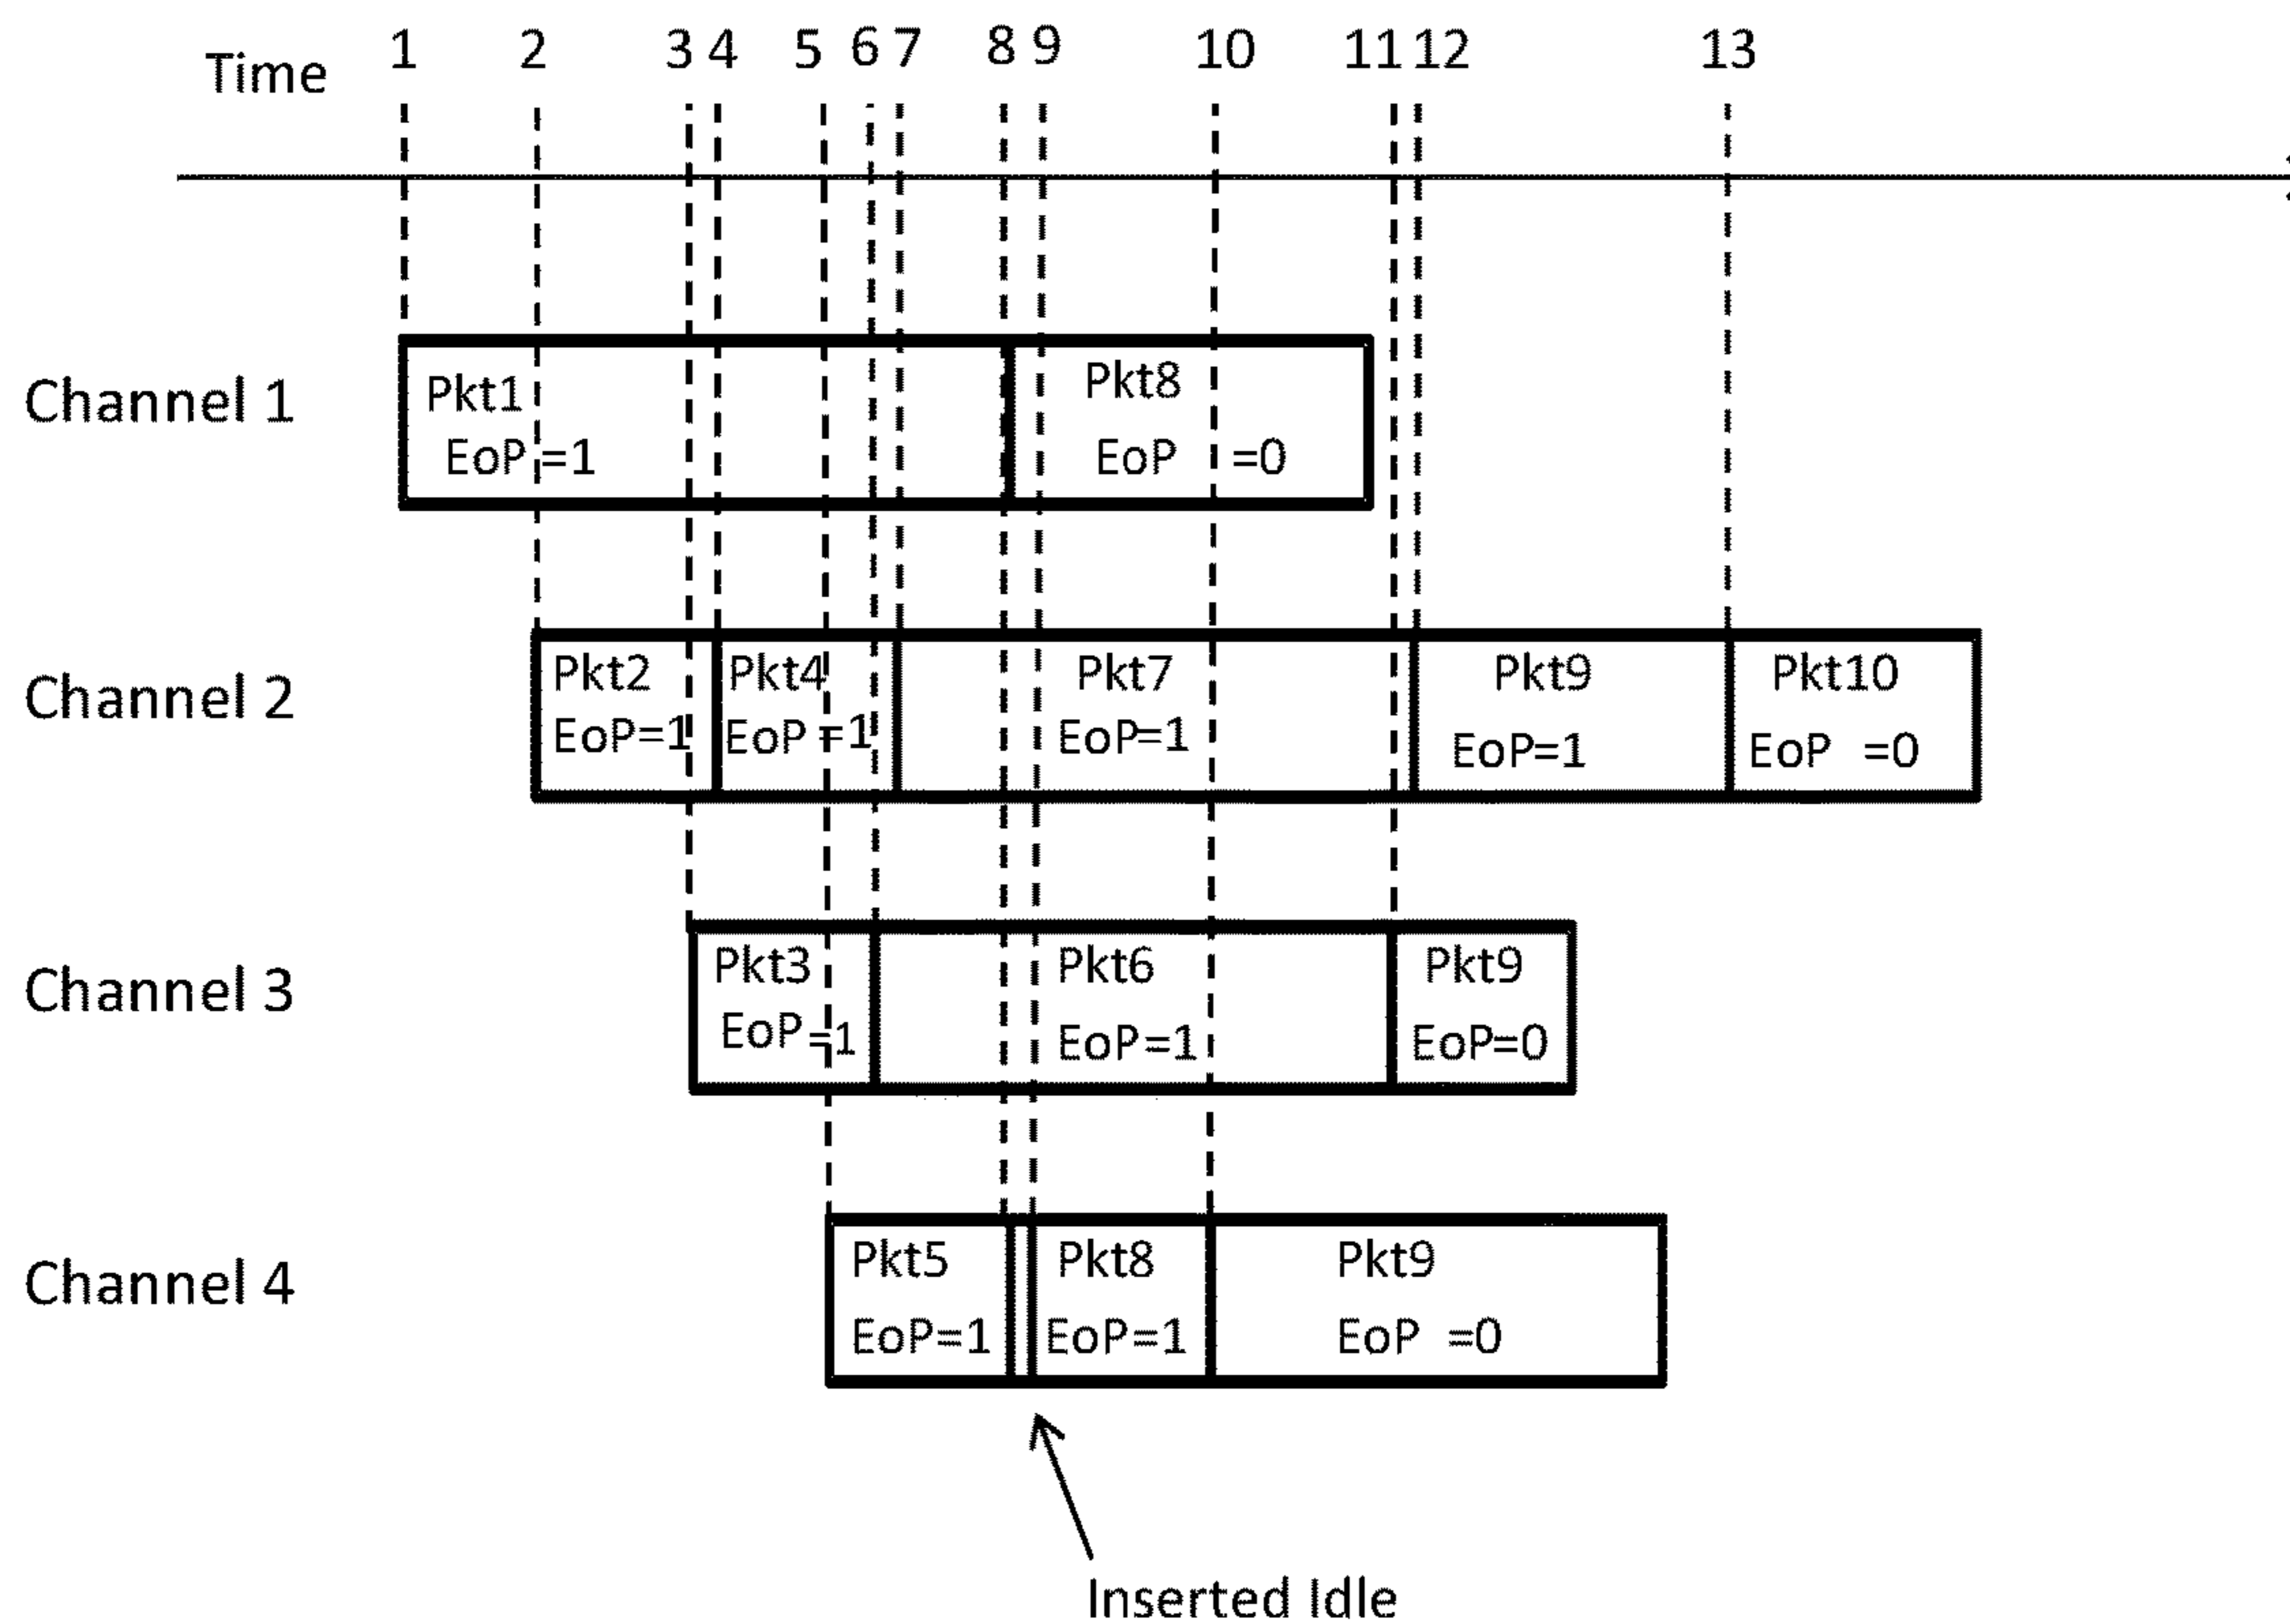 Time 1 2 3 4 5 6 7 8 9 10 11 12 13
Channel 1
Pkt1
EoP =1
Pkt8
EoP =0
Channel 2
Pkt2
EoP=1
Pkt4
EoP =1
Pkt7
EoP=1
Pkt9
EoP=1
Pkt10
EoP =0
Channel 3
Pkt3
EoP=1
Pkt6
EoP=1
Pkt9
EoP=0
Channel 4
Pkt5
EoP=1
Pkt8
EoP=1
Pkt9
EoP =0
Inserted Idle